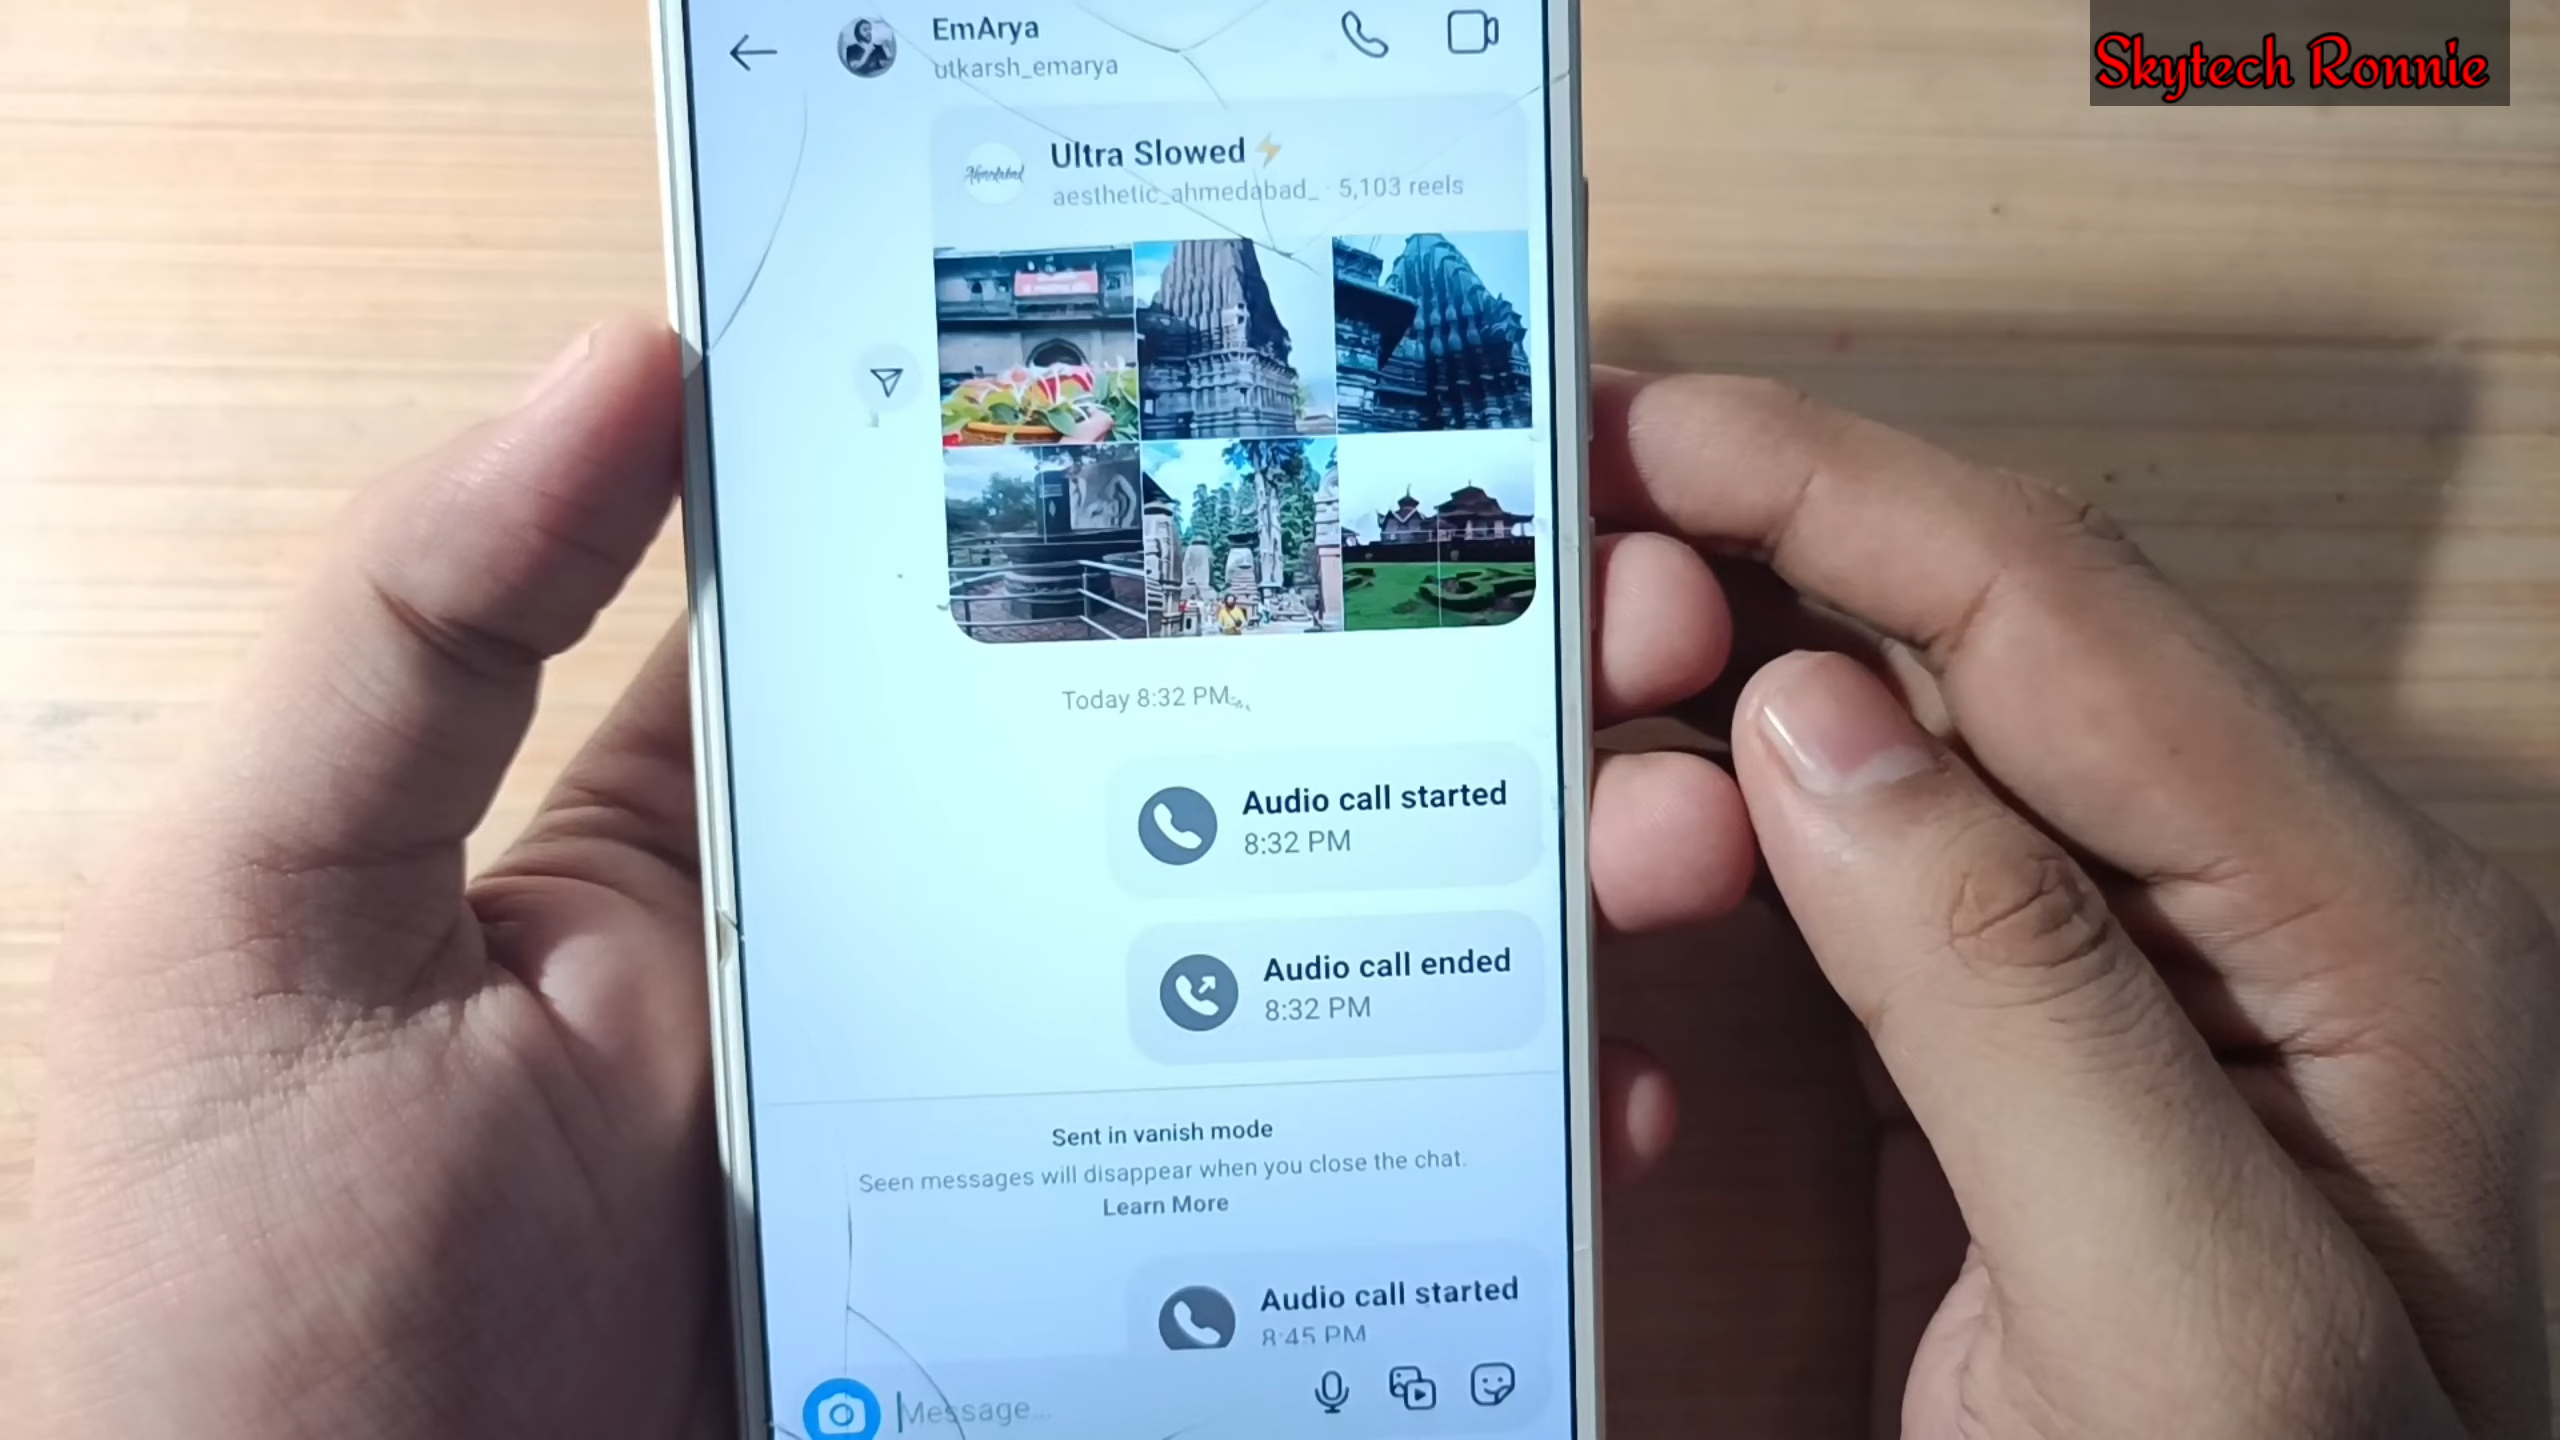 Skytech Ronnie
EmArya
utkarsh_emarya
Ultra Slowed
Ahmedabad
aesthetic_ahmedabad_ · 5,103 reels
Today 8:32 PM
Audio call started
8:32 PM
Audio call ended
8:32 PM
Sent in vanish mode
Seen messages will disappear when you close the chat.
Learn More
Audio call started
8:45 PM
Message...